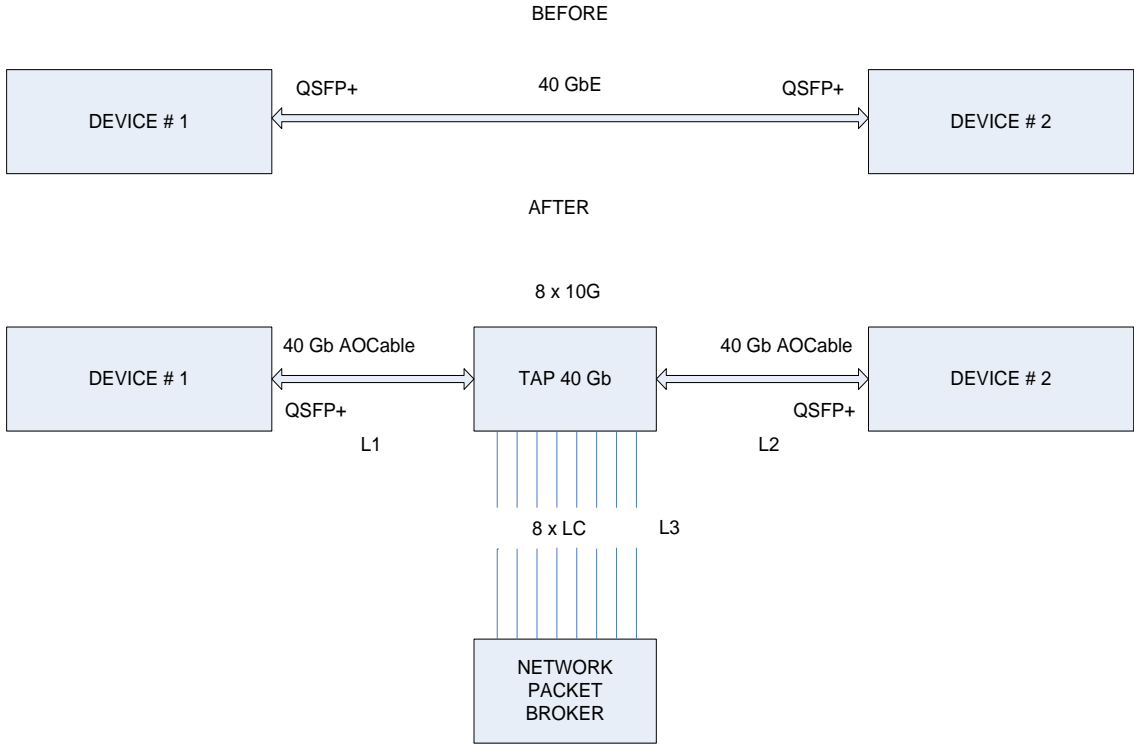 BEFORE
QSFP+
40 GbE
QSFP+
DEVICE # 1
DEVICE # 2
AFTER
8 x 10G
40 Gb AOCable
40 Gb AOCable
DEVICE # 1
TAP 40 Gb
DEVICE # 2
QSFP+
QSFP+
L1
L2
8 x LC
L3
NETWORK
PACKET
BROKER